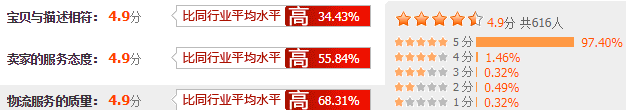 宝贝与描述相符： 4.9分 比同行业平均水平 高 34.43%
卖家的服务态度： 4.9分 比同行业平均水平 高 55.84%
物流服务的质量： 4.9分 比同行业平均水平 高 68.31%
4.9分 共616人
5分 97.40%
4分 1.46%
3分 0.32%
2分 0.49%
1分 0.32%